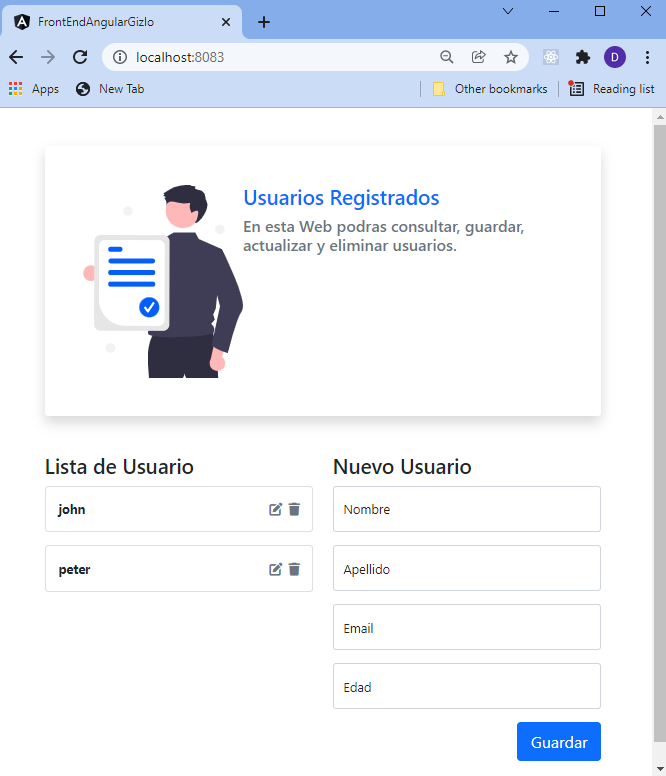 FrontEndAngularGizlo
localhost:8083
D
Apps
New Tab
Other bookmarks
Reading list
Usuarios Registrados
En esta Web podras consultar, guardar,
actualizar y eliminar usuarios.
Lista de Usuario
john
peter
Nuevo Usuario
Nombre
Apellido
Email
Edad
Guardar